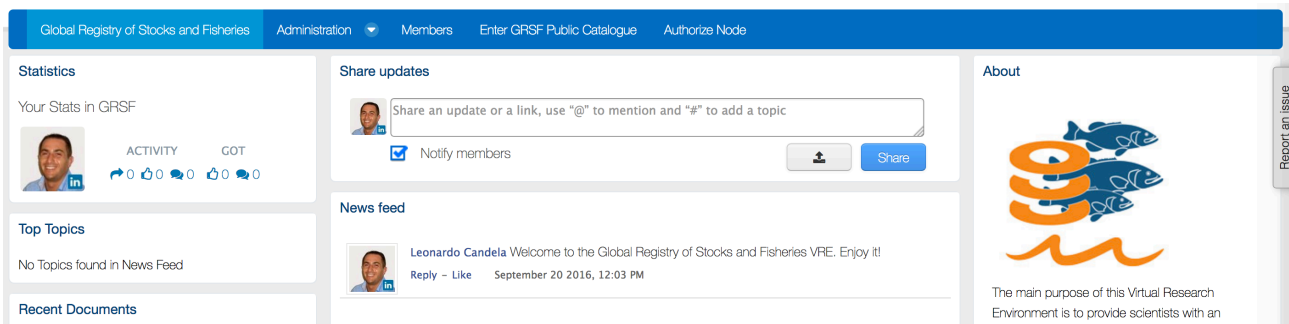 Global Registry of Stocks and Fisheries Administration Members Enter GRSF Public Catalogue Authorize Node
Statistics
Your Stats in GRSF
ACTIVITY GOT
0 0 0 0 0
in
Top Topics
No Topics found in News Feed
Recent Documents
Share updates
in
Share an update or a link, use “@” to mention and “#” to add a topic
Notify members
Share
News feed
Leonardo Candela Welcome to the Global Registry of Stocks and Fisheries VRE. Enjoy it!
in
Reply – Like September 20 2016, 12:03 PM
About
The main purpose of this Virtual Research
Environment is to provide scientists with an
Report an issue